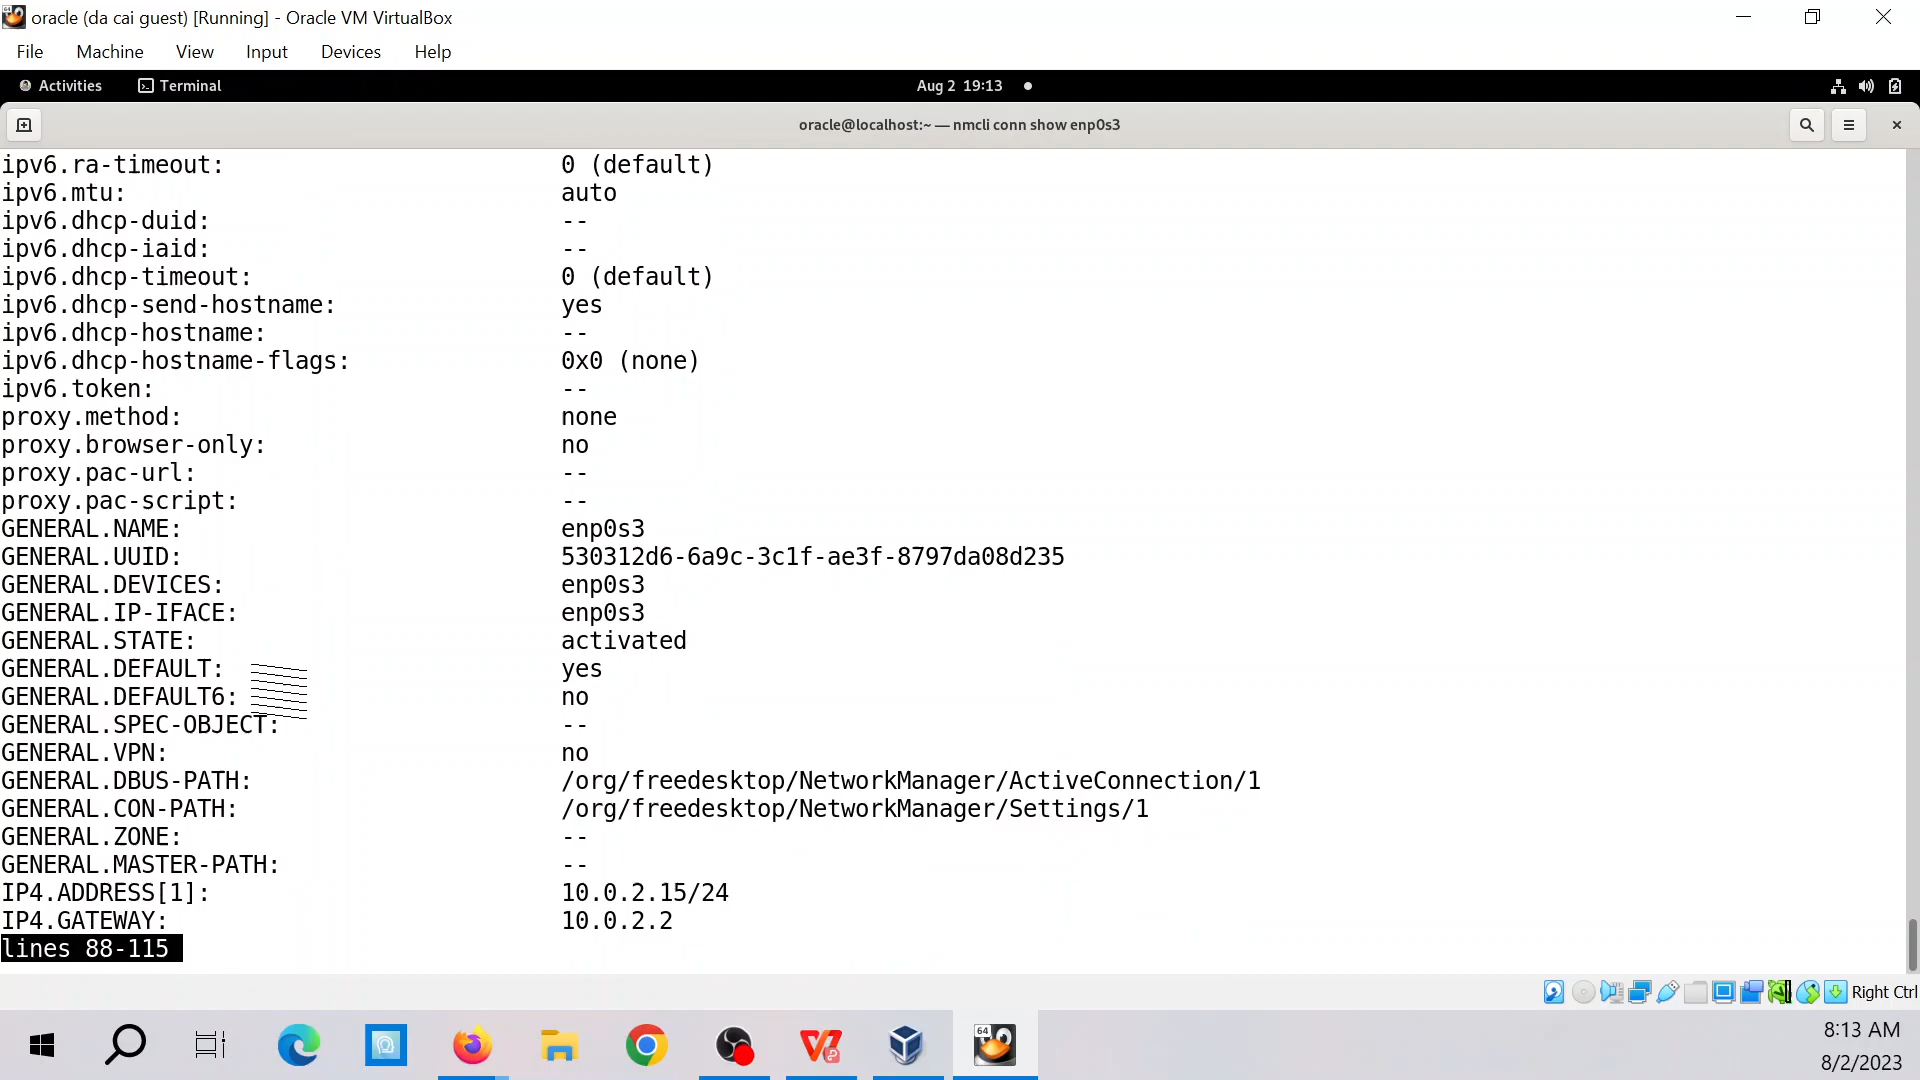 oracle (da cai guest) [Running] - Oracle VM VirtualBox
File Machine View Input Devices Help
Activities Terminal Aug 2 19:13
oracle@localhost:~ — nmcli conn show enp0s3
ipv6.ra-timeout: 0 (default)
ipv6.mtu: auto
ipv6.dhcp-duid: --
ipv6.dhcp-iaid: --
ipv6.dhcp-timeout: 0 (default)
ipv6.dhcp-send-hostname: yes
ipv6.dhcp-hostname: --
ipv6.dhcp-hostname-flags: 0x0 (none)
ipv6.token: --
proxy.method: none
proxy.browser-only: no
proxy.pac-url: --
proxy.pac-script: --
GENERAL.NAME: enp0s3
GENERAL.UUID: 530312d6-6a9c-3c1f-ae3f-8797da08d235
GENERAL.DEVICES: enp0s3
GENERAL.IP-IFACE: enp0s3
GENERAL.STATE: activated
GENERAL.DEFAULT: yes
GENERAL.DEFAULT6: no
GENERAL.SPEC-OBJECT: --
GENERAL.VPN: no
GENERAL.DBUS-PATH: /org/freedesktop/NetworkManager/ActiveConnection/1
GENERAL.CON-PATH: /org/freedesktop/NetworkManager/Settings/1
GENERAL.ZONE: --
GENERAL.MASTER-PATH: --
IP4.ADDRESS[1]: 10.0.2.15/24
IP4.GATEWAY: 10.0.2.2
lines 88-115
Right Ctrl
64
8:13 AM
8/2/2023